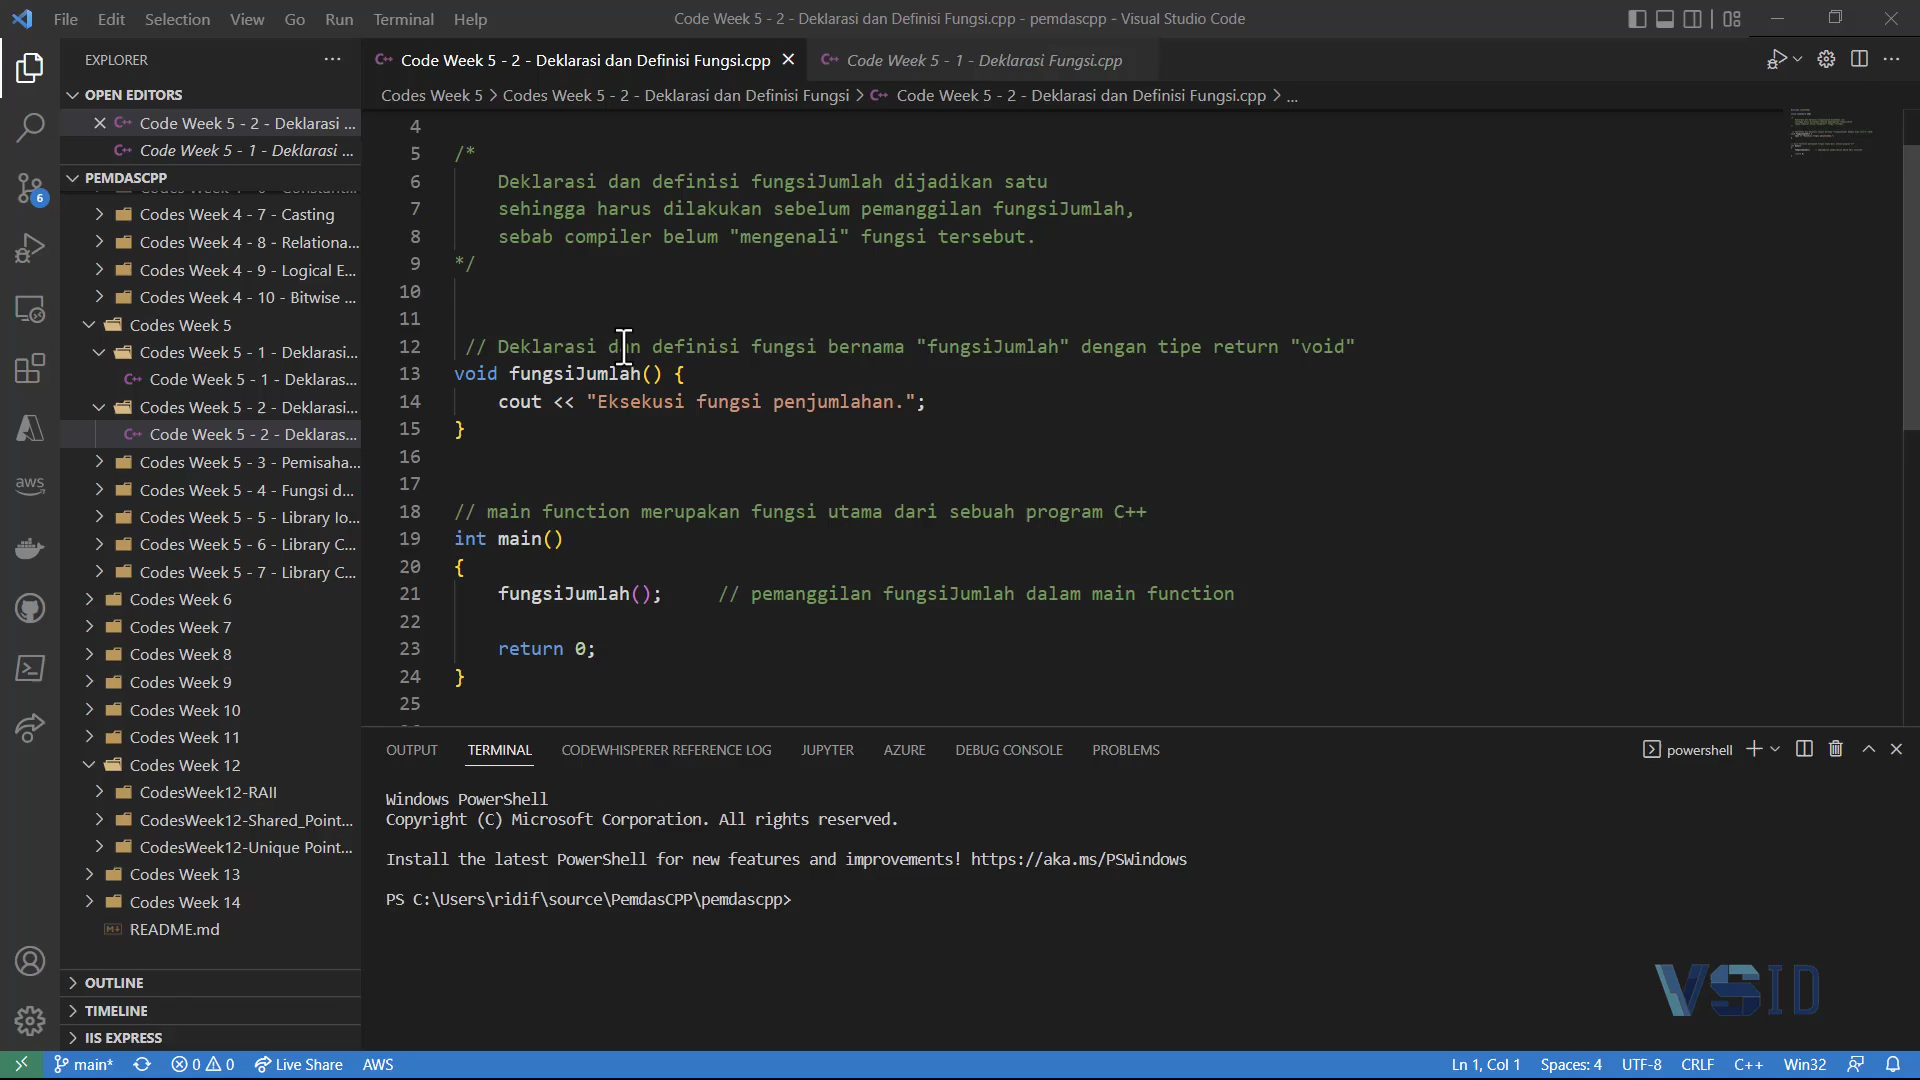 File Edit Selection View Go Run Terminal Help
Code Week 5 - 2 - Deklarasi dan Definisi Fungsi.cpp - pemdascpp - Visual Studio Code
EXPLORER
Code Week 5 - 2 - Deklarasi dan Definisi Fungsi.cpp
Code Week 5 - 1 - Deklarasi Fungsi.cpp
OPEN EDITORS
Codes Week 5 > Codes Week 5 - 2 - Deklarasi dan Definisi Fungsi > Code Week 5 - 2 - Deklarasi dan Definisi Fungsi.cpp > ...
Code Week 5 - 2 - Deklarasi ...
Code Week 5 - 1 - Deklarasi ...
PEMDASCPP
Codes Week 4 - 7 - Casting
Codes Week 4 - 8 - Relationa...
Codes Week 4 - 9 - Logical E...
Codes Week 4 - 10 - Bitwise ...
Codes Week 5
Codes Week 5 - 1 - Deklarasi...
Code Week 5 - 1 - Deklaras...
Codes Week 5 - 2 - Deklarasi...
Code Week 5 - 2 - Deklaras...
Codes Week 5 - 3 - Pemisaha...
Codes Week 5 - 4 - Fungsi d...
Codes Week 5 - 5 - Library Io...
Codes Week 5 - 6 - Library C...
Codes Week 5 - 7 - Library C...
Codes Week 6
Codes Week 7
Codes Week 8
Codes Week 9
Codes Week 10
Codes Week 11
Codes Week 12
CodesWeek12-RAII
CodesWeek12-Shared_Point...
CodesWeek12-Unique Point...
Codes Week 13
Codes Week 14
README.md
OUTLINE
TIMELINE
IIS EXPRESS
6
aws
4
5 /*
6 Deklarasi dan definisi fungsiJumlah dijadikan satu
7 sehingga harus dilakukan sebelum pemanggilan fungsiJumlah,
8 sebab compiler belum "mengenali" fungsi tersebut.
9 */
10
11
12 // Deklarasi dan definisi fungsi bernama "fungsiJumlah" dengan tipe return "void"
13 void fungsiJumlah() {
14 cout << "Eksekusi fungsi penjumlahan.";
15 }
16
17
18 // main function merupakan fungsi utama dari sebuah program C++
19 int main()
20 {
21 fungsiJumlah(); // pemanggilan fungsiJumlah dalam main function
22
23 return 0;
24 }
25
OUTPUT TERMINAL CODEWHISPERER REFERENCE LOG JUPYTER AZURE DEBUG CONSOLE PROBLEMS
powershell
Windows PowerShell
Copyright (C) Microsoft Corporation. All rights reserved.
Install the latest PowerShell for new features and improvements! https://aka.ms/PSWindows
PS C:\Users\ridif\source\PemdasCPP\pemdascpp>
VSID
main* 0 0 Live Share AWS
Ln 1, Col 1 Spaces: 4 UTF-8 CRLF C++ Win32